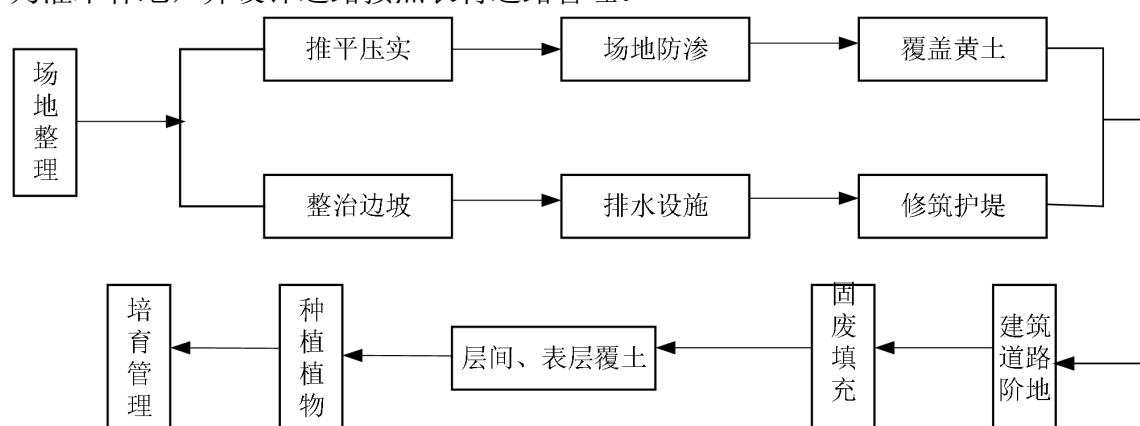 场地整理
推平压实
场地防渗
覆盖黄土
整治边坡
排水设施
修筑护堤
培育管理
种植植物
层间、表层覆土
固废填充
建筑
道路
阶地